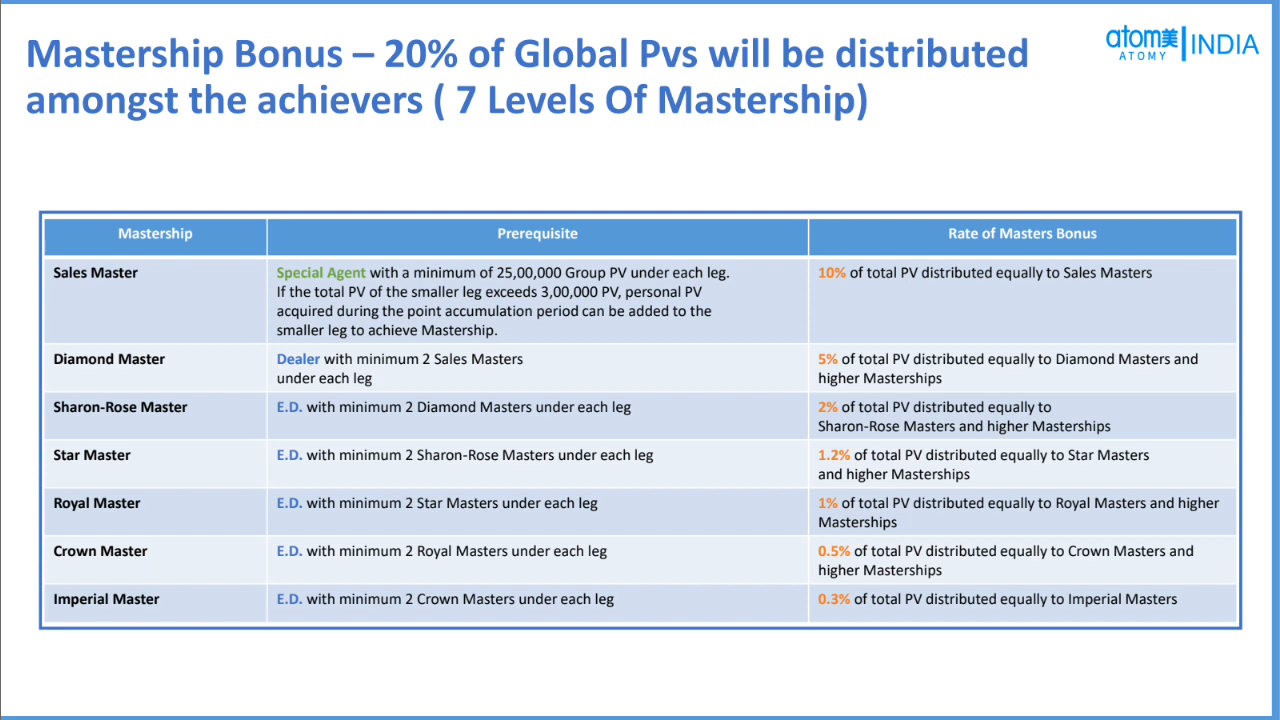 Mastership Bonus – 20% of Global Pvs will be distributed
amongst the achievers ( 7 Levels Of Mastership)
atom美
ATOMY
INDIA
Mastership
Prerequisite
Rate of Masters Bonus
Sales Master
Special Agent with a minimum of 25,00,000 Group PV under each leg.
If the total PV of the smaller leg exceeds 3,00,000 PV, personal PV
acquired during the point accumulation period can be added to the
smaller leg to achieve Mastership.
10% of total PV distributed equally to Sales Masters
Diamond Master
Dealer with minimum 2 Sales Masters
under each leg
5% of total PV distributed equally to Diamond Masters and
higher Masterships
Sharon-Rose Master
E.D. with minimum 2 Diamond Masters under each leg
2% of total PV distributed equally to
Sharon-Rose Masters and higher Masterships
Star Master
E.D. with minimum 2 Sharon-Rose Masters under each leg
1.2% of total PV distributed equally to Star Masters
and higher Masterships
Royal Master
E.D. with minimum 2 Star Masters under each leg
1% of total PV distributed equally to Royal Masters and higher
Masterships
Crown Master
E.D. with minimum 2 Royal Masters under each leg
0.5% of total PV distributed equally to Crown Masters and
higher Masterships
Imperial Master
E.D. with minimum 2 Crown Masters under each leg
0.3% of total PV distributed equally to Imperial Masters